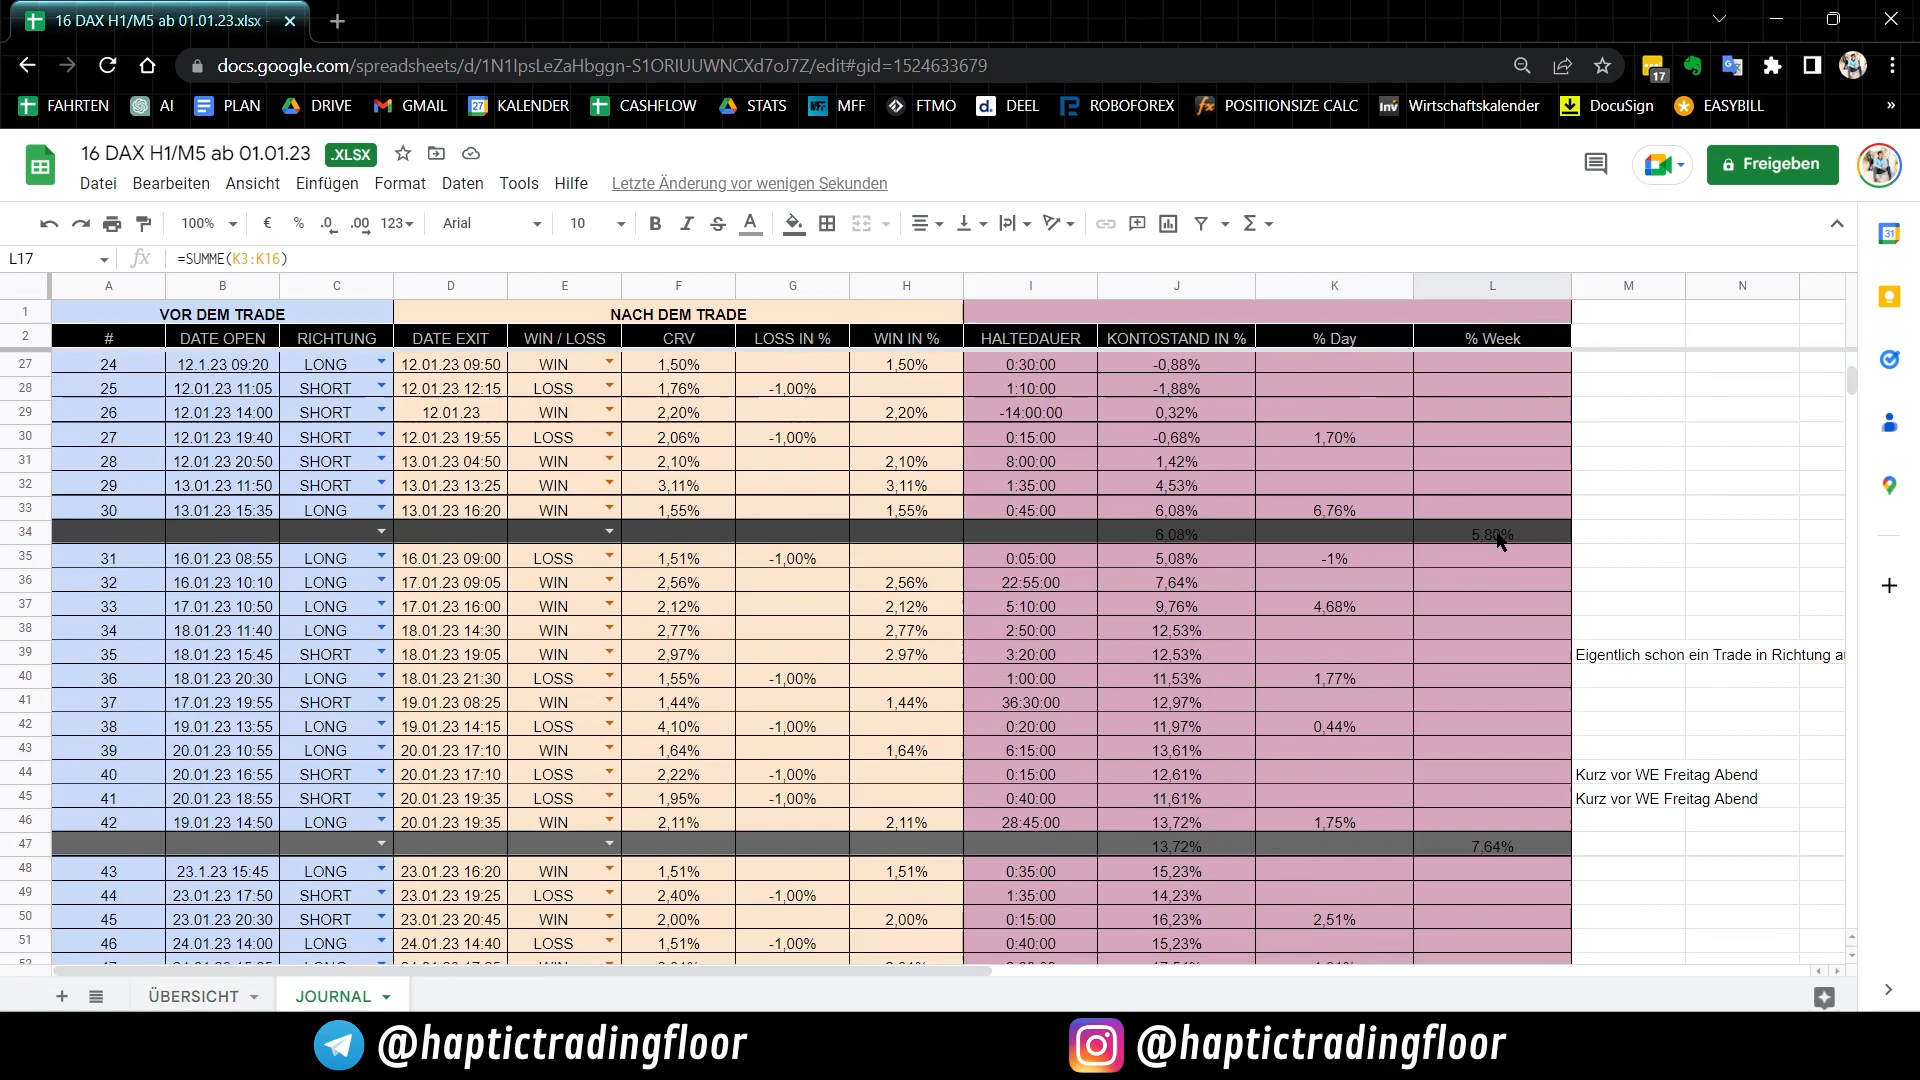 16 DAX H1/M5 ab 01.01.23.xlsx
docs.google.com/spreadsheets/d/1N1IpsLeZaHbggn-S1ORIUUWNCXd7oJ7Z/edit#gid=1524633679
17
FAHRTEN AI PLAN DRIVE GMAIL KALENDER CASHFLOW STATS MFF FTMO DEEL ROBOFOREX POSITIONSIZE CALC Wirtschaftskalender DocuSign EASYBILL »
16 DAX H1/M5 ab 01.01.23 .XLSX
Freigeben
Datei Bearbeiten Ansicht Einfügen Format Daten Tools Hilfe Letzte Änderung vor wenigen Sekunden
100% € % .0 .00 123 Arial 10 B I S A Σ
L17 fx =SUMME(K3:K16)
A B C D E F G H I J K L M N
1 VOR DEM TRADE NACH DEM TRADE
2 # DATE OPEN RICHTUNG DATE EXIT WIN / LOSS CRV LOSS IN % WIN IN % HALTEDAUER KONTOSTAND IN % % Day % Week
27 24 12.1.23 09:20 LONG 12.01.23 09:50 WIN 1,50% 1,50% 0:30:00 -0,88%
28 25 12.01.23 11:05 SHORT 12.01.23 12:15 LOSS 1,76% -1,00% 1:10:00 -1,88%
29 26 12.01.23 14:00 SHORT 12.01.23 WIN 2,20% 2,20% -14:00:00 0,32%
30 27 12.01.23 19:40 SHORT 12.01.23 19:55 LOSS 2,06% -1,00% 0:15:00 -0,68% 1,70%
31 28 12.01.23 20:50 SHORT 13.01.23 04:50 WIN 2,10% 2,10% 8:00:00 1,42%
32 29 13.01.23 11:50 SHORT 13.01.23 13:25 WIN 3,11% 3,11% 1:35:00 4,53%
33 30 13.01.23 15:35 LONG 13.01.23 16:20 WIN 1,55% 1,55% 0:45:00 6,08% 6,76%
34 6,08% 5,80%
35 31 16.01.23 08:55 LONG 16.01.23 09:00 LOSS 1,51% -1,00% 0:05:00 5,08% -1%
36 32 16.01.23 10:10 LONG 17.01.23 09:05 WIN 2,56% 2,56% 22:55:00 7,64%
37 33 17.01.23 10:50 LONG 17.01.23 16:00 WIN 2,12% 2,12% 5:10:00 9,76% 4,68%
38 34 18.01.23 11:40 LONG 18.01.23 14:30 WIN 2,77% 2,77% 2:50:00 12,53%
39 35 18.01.23 15:45 SHORT 18.01.23 19:05 WIN 2,97% 2.97% 3:20:00 12,53% Eigentlich schon ein Trade in Richtung
40 36 18.01.23 20:30 LONG 18.01.23 21:30 LOSS 1,55% -1,00% 1:00:00 11,53% 1,77%
41 37 17.01.23 19:55 SHORT 19.01.23 08:25 WIN 1,44% 1,44% 36:30:00 12,97%
42 38 19.01.23 13:55 LONG 19.01.23 14:15 LOSS 4,10% -1,00% 0:20:00 11,97% 0,44%
43 39 20.01.23 10:55 LONG 20.01.23 17:10 WIN 1,64% 1,64% 6:15:00 13,61%
44 40 20.01.23 16:55 SHORT 20.01.23 17:10 LOSS 2,22% -1,00% 0:15:00 12,61% Kurz vor WE Freitag Abend
45 41 20.01.23 18:55 SHORT 20.01.23 19:35 LOSS 1,95% -1,00% 0:40:00 11,61% Kurz vor WE Freitag Abend
46 42 19.01.23 14:50 LONG 20.01.23 19:35 WIN 2,11% 2,11% 28:45:00 13,72% 1,75%
47 13,72% 7,64%
48 43 23.1.23 15:45 LONG 23.01.23 16:20 WIN 1,51% 1,51% 0:35:00 15,23%
49 44 23.01.23 17:50 SHORT 23.01.23 19:25 LOSS 2,40% -1,00% 1:35:00 14,23%
50 45 23.01.23 20:30 SHORT 23.01.23 20:45 WIN 2,00% 2,00% 0:15:00 16,23% 2,51%
51 46 24.01.23 14:00 LONG 24.01.23 14:40 LOSS 1,51% -1,00% 0:40:00 15,23%
ÜBERSICHT JOURNAL
@haptictradingfloor @haptictradingfloor